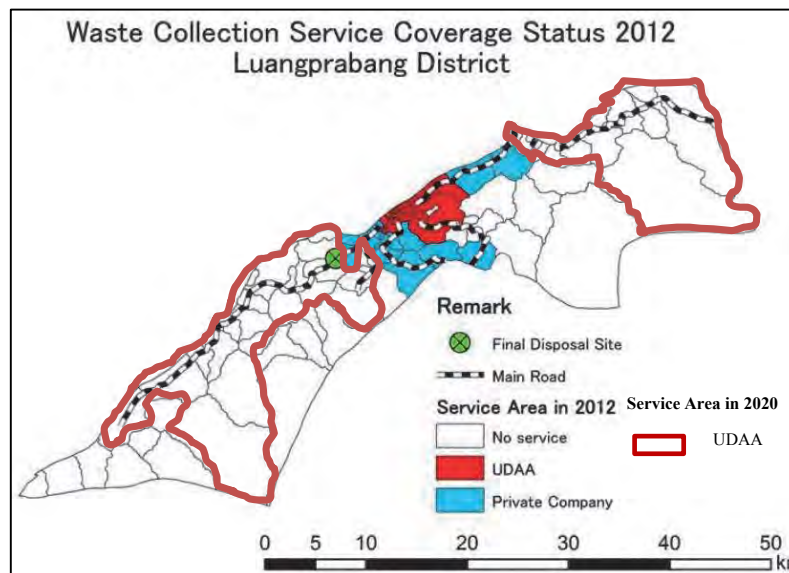 Waste Collection Service Coverage Status 2012
Luangprabang District
Remark
Final Disposal Site
Main Road
Service Area in 2012
No service
UDAA
Private Company
Service Area in 2020
UDAA
0 5 10 20 30 40 50
km